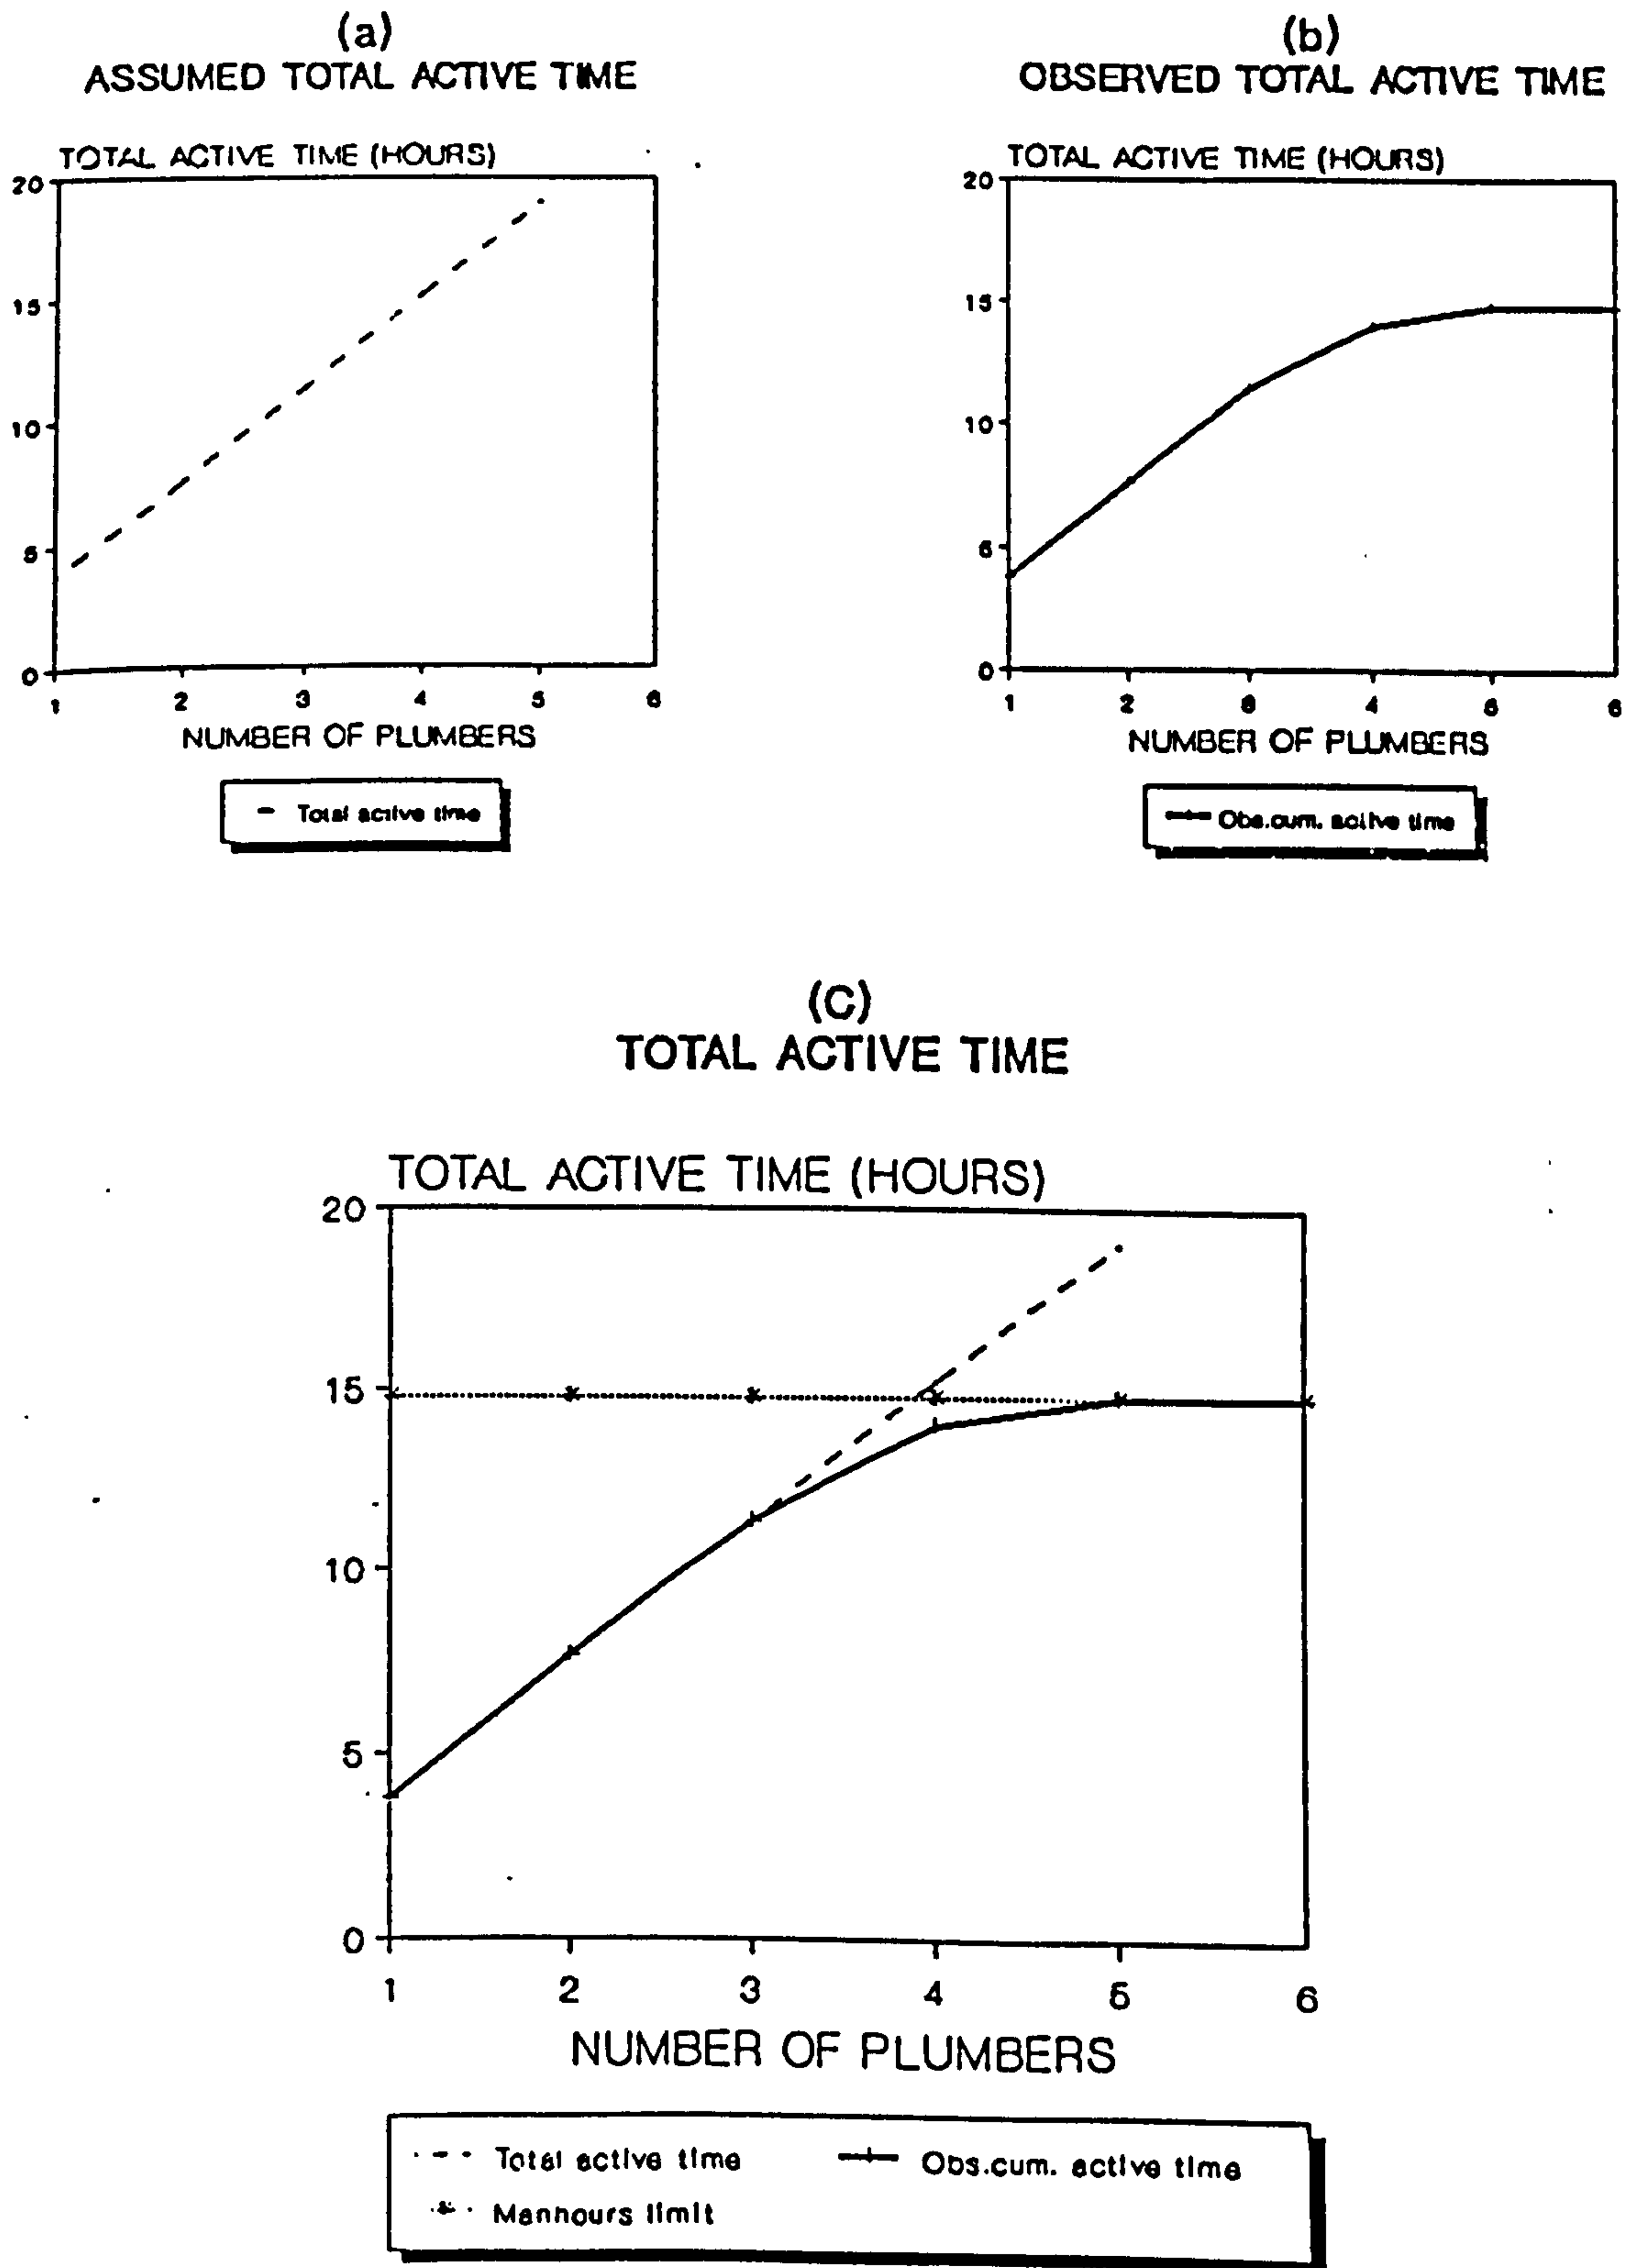 (a)
ASSUMED TOTAL ACTIVE TIME
TOTAL ACTIVE TIME (HOURS)
20
15
10
5
0
1 2 3 4 5 6
NUMBER OF PLUMBERS
Total active time
(b)
OBSERVED TOTAL ACTIVE TIME
TOTAL ACTIVE TIME (HOURS)
20
15
10
5
0
1 2 3 4 5 6
NUMBER OF PLUMBERS
Obs.cum. active time
(C)
TOTAL ACTIVE TIME
TOTAL ACTIVE TIME (HOURS)
20
15
10
5
0
1 2 3 4 5 6
NUMBER OF PLUMBERS
Total active time Obs.cum. active time
Manhours limit